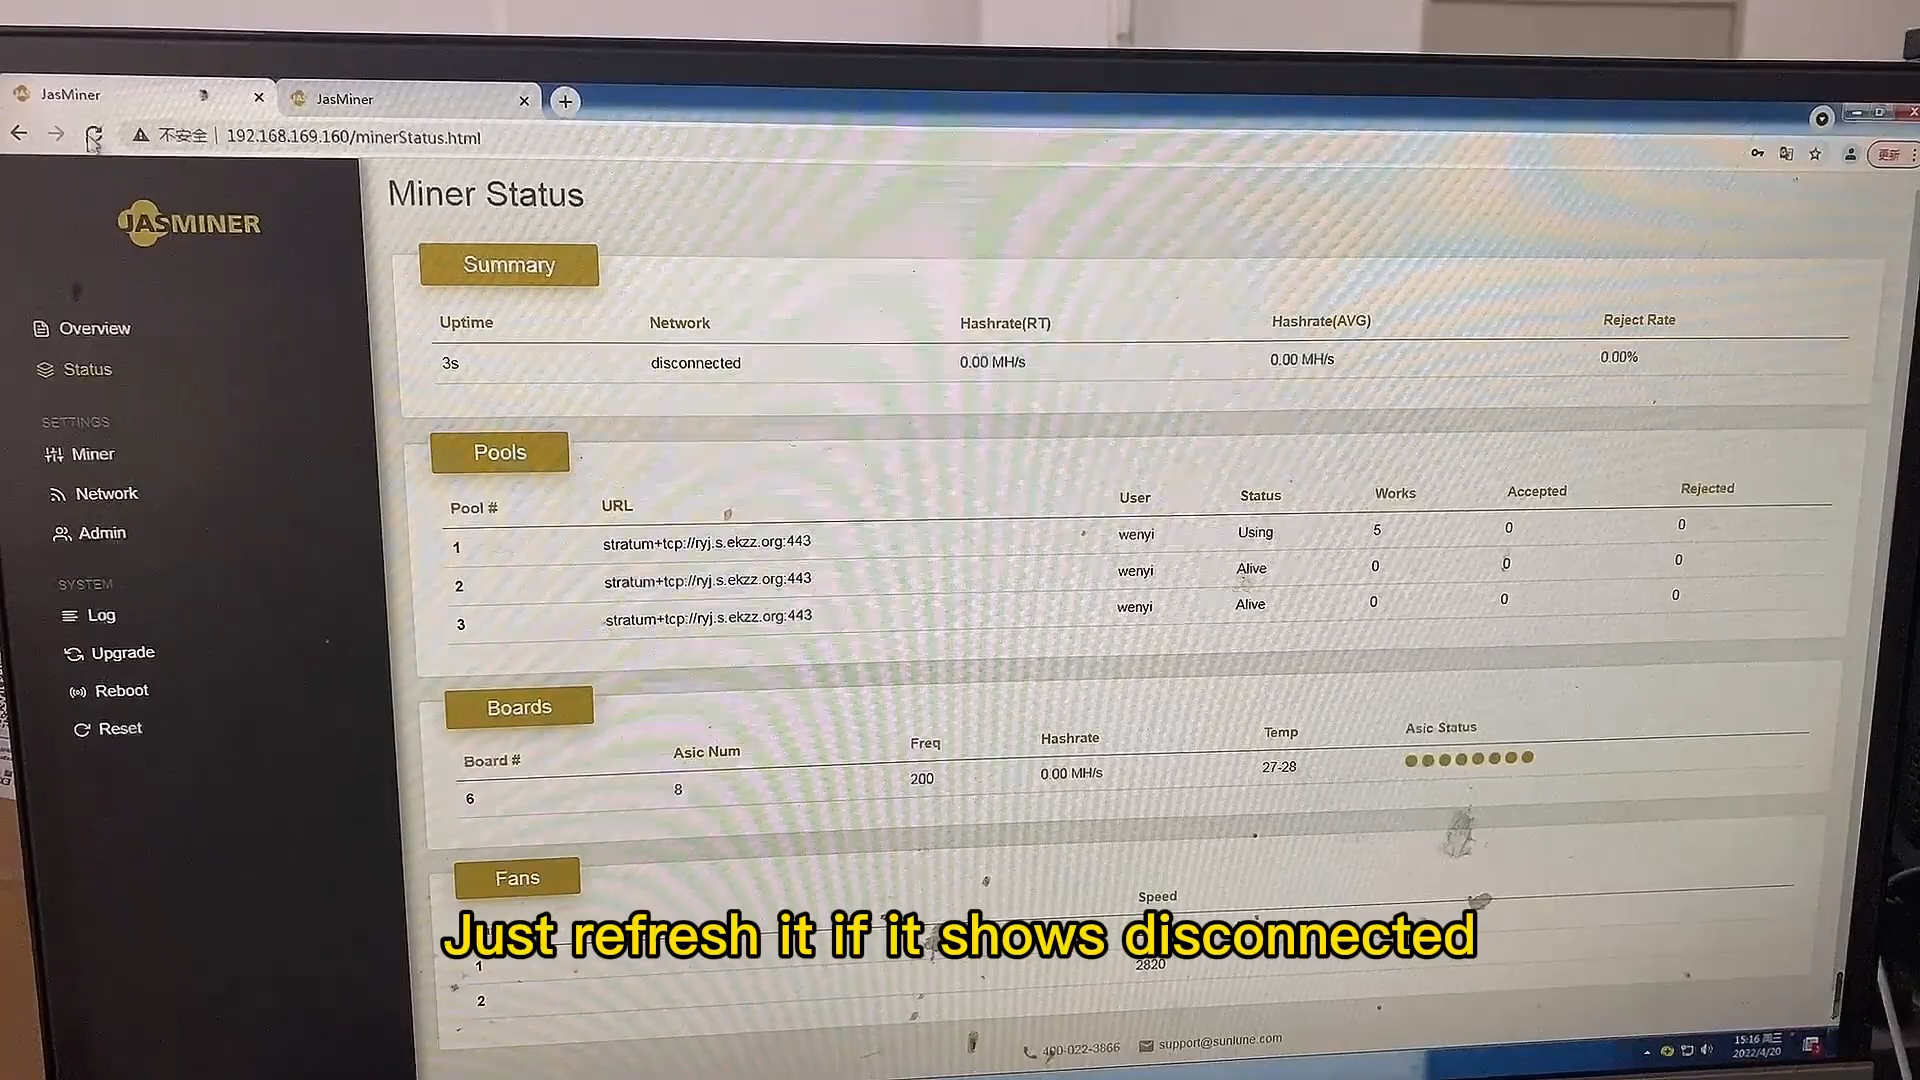 JasMiner
JasMiner
不安全 192.168.169.160/minerStatus.html
更新
JASMINER
Overview
Status
SETTINGS
Miner
Network
Admin
SYSTEM
Log
Upgrade
Reboot
Reset
Miner Status
Summary
Uptime Network Hashrate(RT) Hashrate(AVG) Reject Rate
3s disconnected 0.00 MH/s 0.00 MH/s 0.00%
Pools
Pool # URL User Status Works Accepted Rejected
1 stratum+tcp://ryj.s.ekzz.org:443 wenyi Using 5 0 0
2 stratum+tcp://ryj.s.ekzz.org:443 wenyi Alive 0 0 0
3 stratum+tcp://ryj.s.ekzz.org:443 wenyi Alive 0 0 0
Boards
Board # Asic Num Freq Hashrate Temp Asic Status
6 8 200 0.00 MH/s 27-28
Fans
Speed
Just refresh it if it shows disconnected
1 2820
2
400-022-3866 support@sunlune.com
15:16 周三
2022/4/20